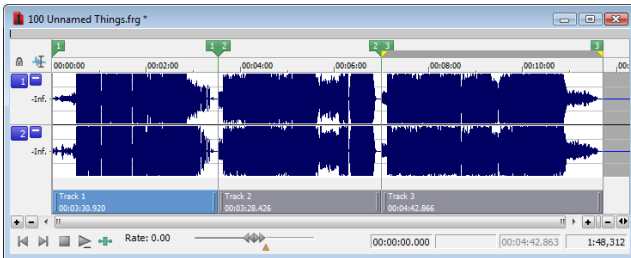 100 Unnamed Things.frg *
1 1 2 2 3 3
00:00:00 00:02:00 00:04:00 00:06:00 00:08:00 00:10:00 00:
1
-Inf.
2
-Inf.
Track 1 Track 2 Track 3
00:03:30.920 00:03:28.426 00:04:42.866
Rate: 0.00 00:00:00.000 00:04:42.863 1:48,312